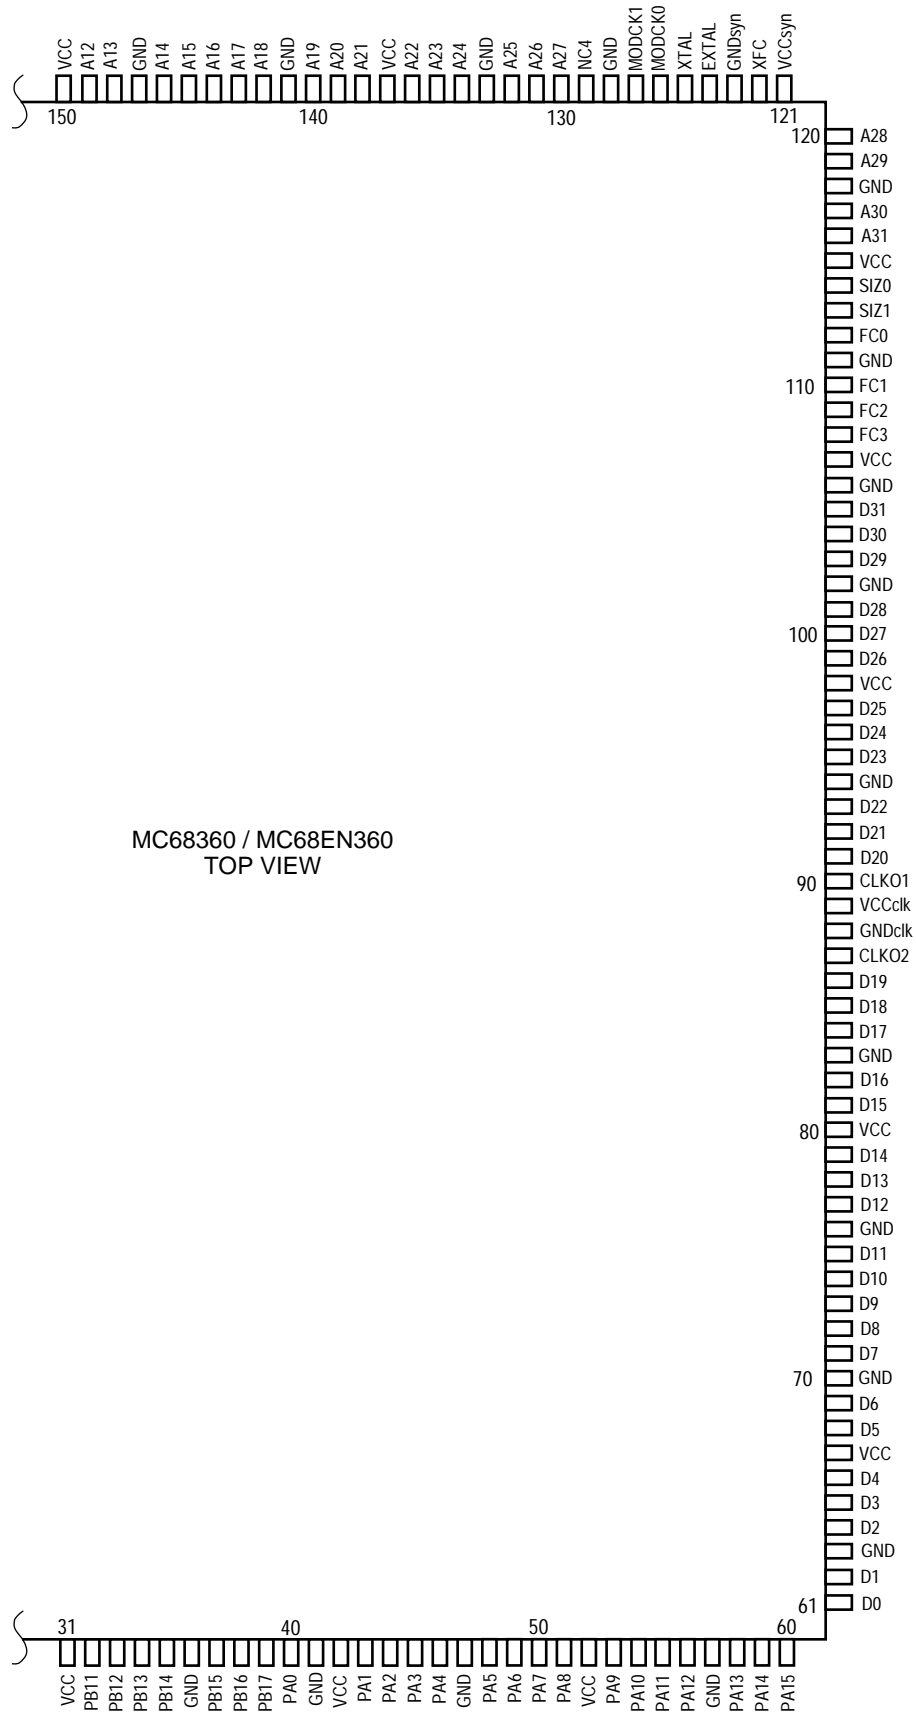 VCC
A12
A13
GND
A14
A15
A16
A17
A18
GND
A19
A20
A21
VCC
A22
A23
A24
GND
A25
A26
A27
NC4
GND
MODCK1
MODCK0
XTAL
EXTAL
GNDsyn
XFC
VCCsyn
150
140
130
121
120
A28
A29
GND
A30
A31
VCC
SIZ0
SIZ1
FC0
GND
110
FC1
FC2
FC3
VCC
GND
D31
D30
D29
GND
D28
100
D27
D26
VCC
D25
D24
D23
GND
D22
D21
D20
MC68360 / MC68EN360
TOP VIEW
90
CLKO1
VCCclk
GNDclk
CLKO2
D19
D18
D17
GND
D16
D15
80
VCC
D14
D13
D12
GND
D11
D10
D9
D8
D7
70
GND
D6
D5
VCC
D4
D3
D2
GND
D1
61
D0
31
40
50
60
VCC
PB11
PB12
PB13
PB14
GND
PB15
PB16
PB17
PA0
GND
VCC
PA1
PA2
PA3
PA4
GND
PA5
PA6
PA7
PA8
VCC
PA9
PA10
PA11
PA12
GND
PA13
PA14
PA15